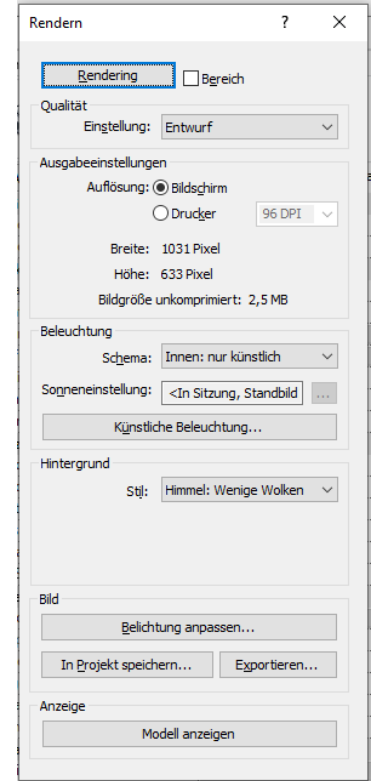 Rendern ? ×
Rendering Bereich
Qualität
Einstellung: Entwurf
Ausgabeeinstellungen
Auflösung: Bildschirm
Drucker 96 DPI
Breite: 1031 Pixel
Höhe: 633 Pixel
Bildgröße unkomprimiert: 2,5 MB
Beleuchtung
Schema: Innen: nur künstlich
Sonneneinstellung: <In Sitzung, Standbild ...
Künstliche Beleuchtung...
Hintergrund
Stil: Himmel: Wenige Wolken
Bild
Belichtung anpassen...
In Projekt speichern... Exportieren...
Anzeige
Modell anzeigen